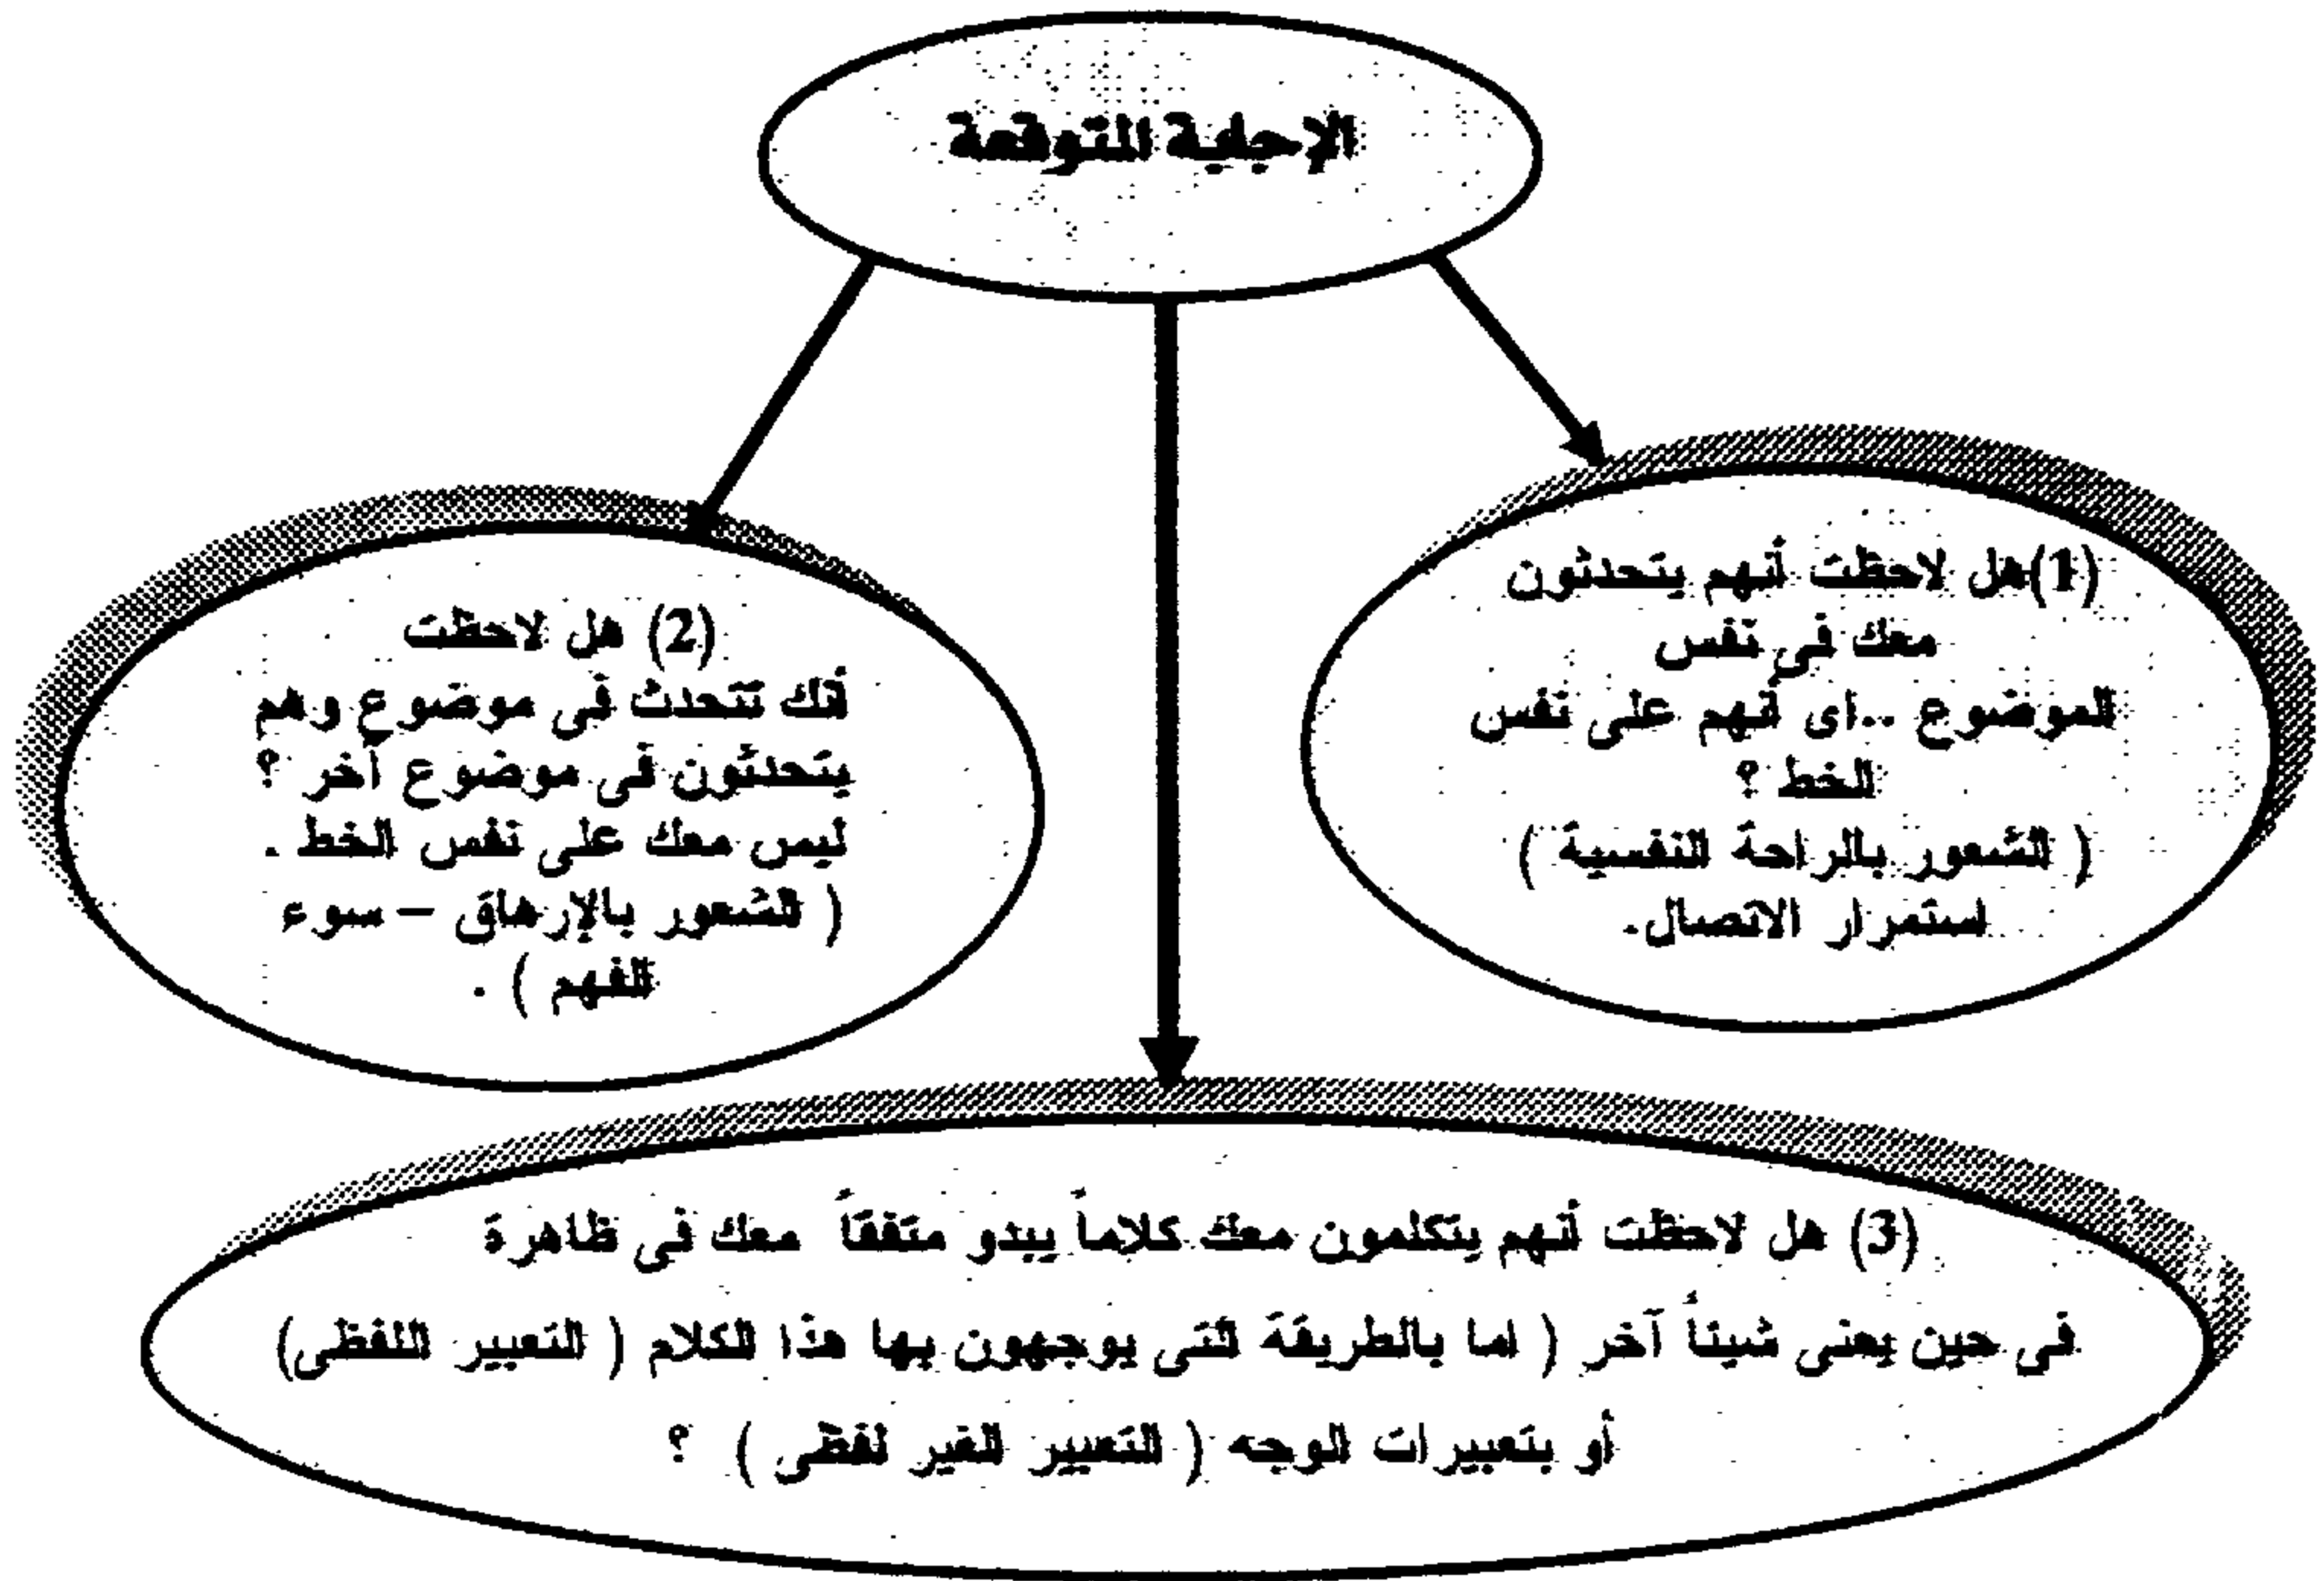 الإجابة المتوقعة
(1)هل لاحظت أنهم يتحدثون
معك في نفس
الموضوع ..اى أنهم على نفس
الخط ؟
( الشعور بالراحة النفسية )
استمرار الاتصال.
(2) هل لاحظت
أنك تتحدث فى موضوع وهم
يتحدثون فى موضوع آخر ؟
ليس معك على نفس الخط .
( الشعور بالإرهاق – سوء
الفهم ) .
(3) هل لاحظت أنهم يتكلمون معك كلاماً يبدو متفقاً معك فى ظاهرة
فى حين يعنى شيئاً آخر ( اما بالطريقة التى يوجهون بها هذا الكلام ( التعبير اللفظى)
أو بتعبيرات الوجه ( التعبير الغير لفظى ) ؟